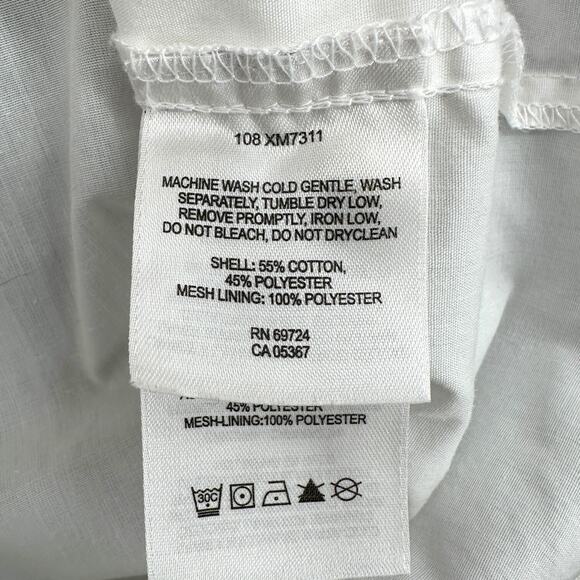 108 XM7311
MACHINE WASH COLD GENTLE, WASH
SEPARATELY, TUMBLE DRY LOW,
REMOVE PROMPTLY, IRON LOW,
DO NOT BLEACH, DO NOT DRYCLEAN
SHELL: 55% COTTON,
45% POLYESTER
MESH LINING: 100% POLYESTER
RN 69724
CA 05367
45% POLYESTER
MESH-LINING:100% POLYESTER
30C